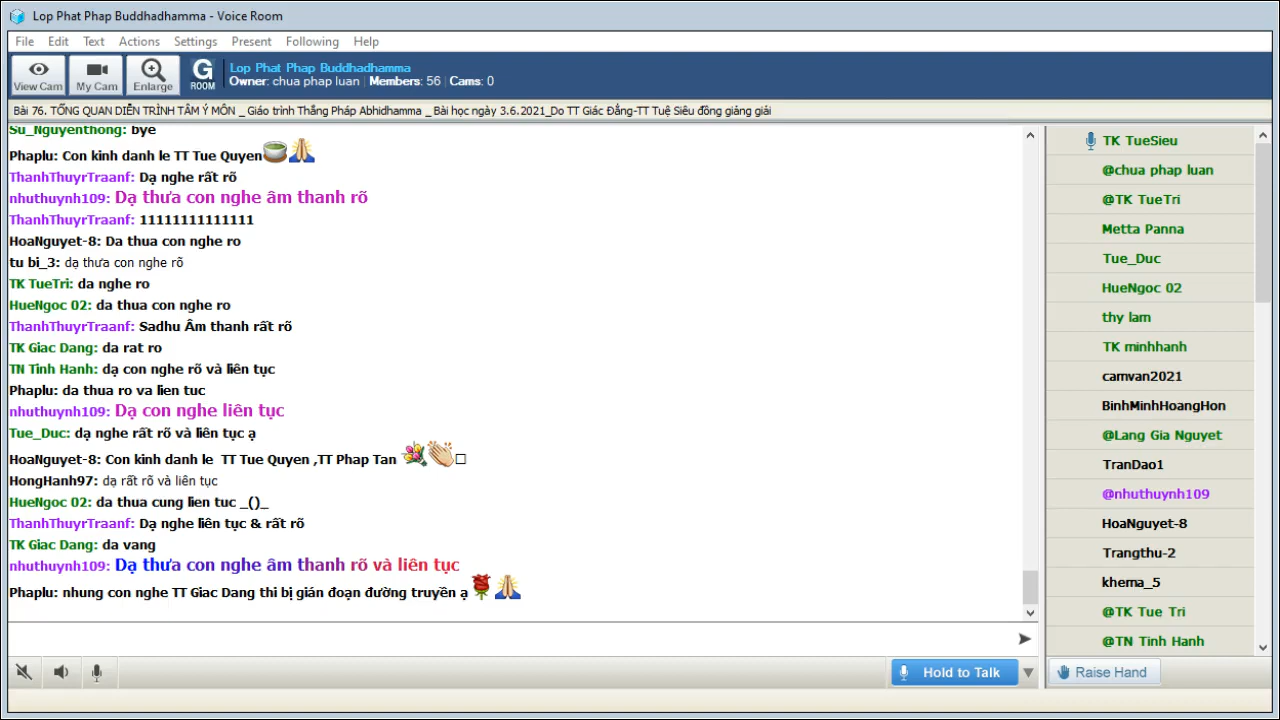 Lop Phat Phap Buddhadhamma - Voice Room
File Edit Text Actions Settings Present Following Help
View Cam My Cam Enlarge G ROOM
Lop Phat Phap Buddhadhamma
Owner: chua phap luan | Members: 56 | Cams: 0
Bài 76. TỔNG QUAN DIỄN TRÌNH TÂM Ý MÔN _ Giáo trình Thắng Pháp Abhidhamma _ Bài học ngày 3.6.2021_Do TT Giác Đẳng-TT Tuệ Siêu đồng giảng giải
Su_Nguyenthong: bye
Phaplu: Con kinh danh le TT Tue Quyen
ThanhThuyrTraanf: Dạ nghe rất rõ
nhuthuynh109: Dạ thưa con nghe âm thanh rõ
ThanhThuyrTraanf: 11111111111111
HoaNguyet-8: Da thua con nghe ro
tu bi_3: dạ thưa con nghe rõ
TK TueTri: da nghe ro
HueNgoc 02: da thua con nghe ro
ThanhThuyrTraanf: Sadhu Âm thanh rất rõ
TK Giac Dang: da rat ro
TN Tinh Hanh: dạ con nghe rõ và liên tục
Phaplu: da thua ro va lien tuc
nhuthuynh109: Dạ con nghe liên tục
Tue_Duc: dạ nghe rất rõ và liên tục ạ
HoaNguyet-8: Con kinh danh le TT Tue Quyen ,TT Phap Tan
HongHanh97: dạ rất rõ và liên tục
HueNgoc 02: da thua cung lien tuc _()_
ThanhThuyrTraanf: Dạ nghe liên tục & rất rõ
TK Giac Dang: da vang
nhuthuynh109: Dạ thưa con nghe âm thanh rõ và liên tục
Phaplu: nhung con nghe TT Giac Dang thi bị gián đoạn đường truyền ạ
TK TueSieu
@chua phap luan
@TK TueTri
Metta Panna
Tue_Duc
HueNgoc 02
thy lam
TK minhhanh
camvan2021
BinhMinhHoangHon
@Lang Gia Nguyet
TranDao1
@nhuthuynh109
HoaNguyet-8
Trangthu-2
khema_5
@TK Tue Tri
@TN Tinh Hanh
Hold to Talk
Raise Hand